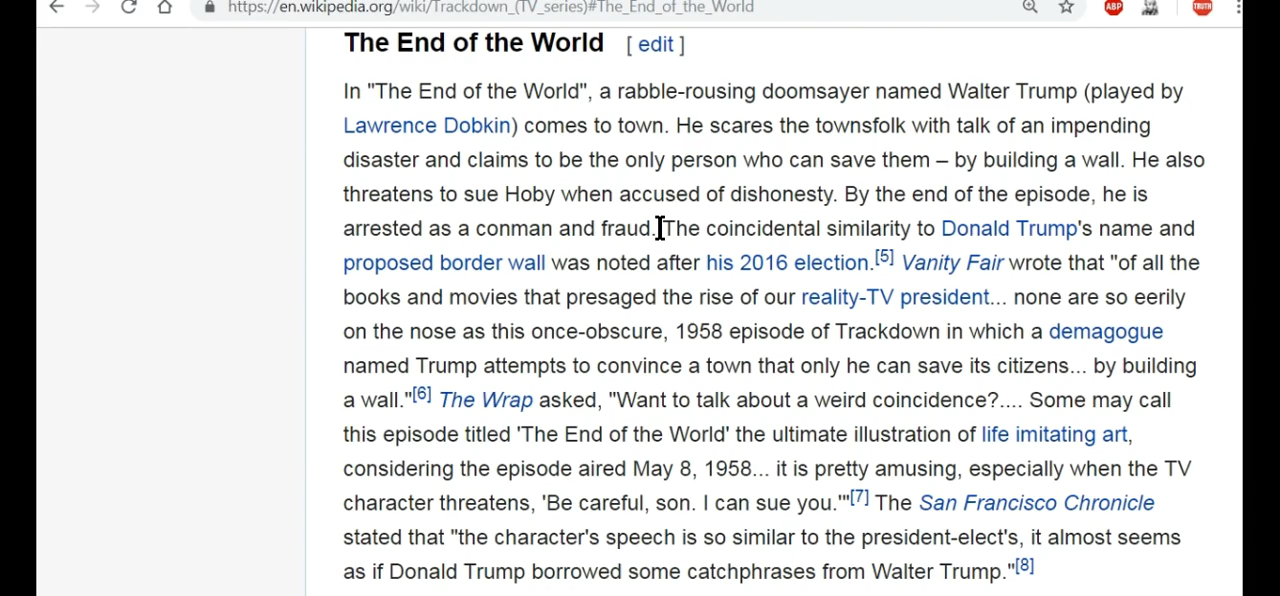 https://en.wikipedia.org/wiki/Trackdown_(TV_series)#The_End_of_the_World
ABP
TRUTH
The End of the World [ edit ]
In "The End of the World", a rabble-rousing doomsayer named Walter Trump (played by
Lawrence Dobkin) comes to town. He scares the townsfolk with talk of an impending
disaster and claims to be the only person who can save them – by building a wall. He also
threatens to sue Hoby when accused of dishonesty. By the end of the episode, he is
arrested as a conman and fraud. The coincidental similarity to Donald Trump's name and
proposed border wall was noted after his 2016 election.[5] Vanity Fair wrote that "of all the
books and movies that presaged the rise of our reality-TV president... none are so eerily
on the nose as this once-obscure, 1958 episode of Trackdown in which a demagogue
named Trump attempts to convince a town that only he can save its citizens... by building
a wall."[6] The Wrap asked, "Want to talk about a weird coincidence?.... Some may call
this episode titled 'The End of the World' the ultimate illustration of life imitating art,
considering the episode aired May 8, 1958... it is pretty amusing, especially when the TV
character threatens, 'Be careful, son. I can sue you.'"[7] The San Francisco Chronicle
stated that "the character's speech is so similar to the president-elect's, it almost seems
as if Donald Trump borrowed some catchphrases from Walter Trump."[8]